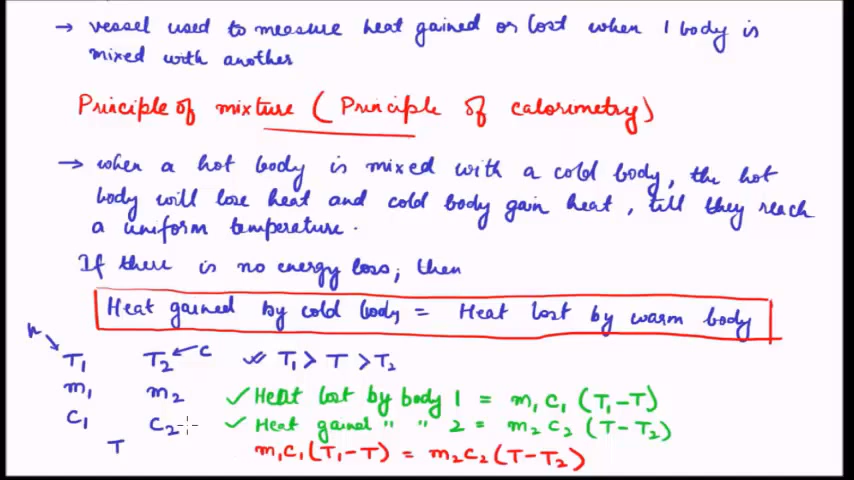 → vessel used to measure heat gained or lost when 1 body is
mixed with another
Principle of mixture (Principle of calorimetry)
→ when a hot body is mixed with a cold body, the hot
body will lose heat and cold body gain heat, till they reach
a uniform temperature.
If there is no energy loss, then
Heat gained by cold body = Heat lost by warm body
h
T₁ T₂ ← c ✓ T₁ > T > T₂
m₁ m₂ ✓ Heat lost by body 1 = m₁ c₁ (T₁-T)
c₁ c₂ ✓ Heat gained " " 2 = m₂ c₂ (T-T₂)
T m₁c₁(T₁-T) = m₂c₂(T-T₂)